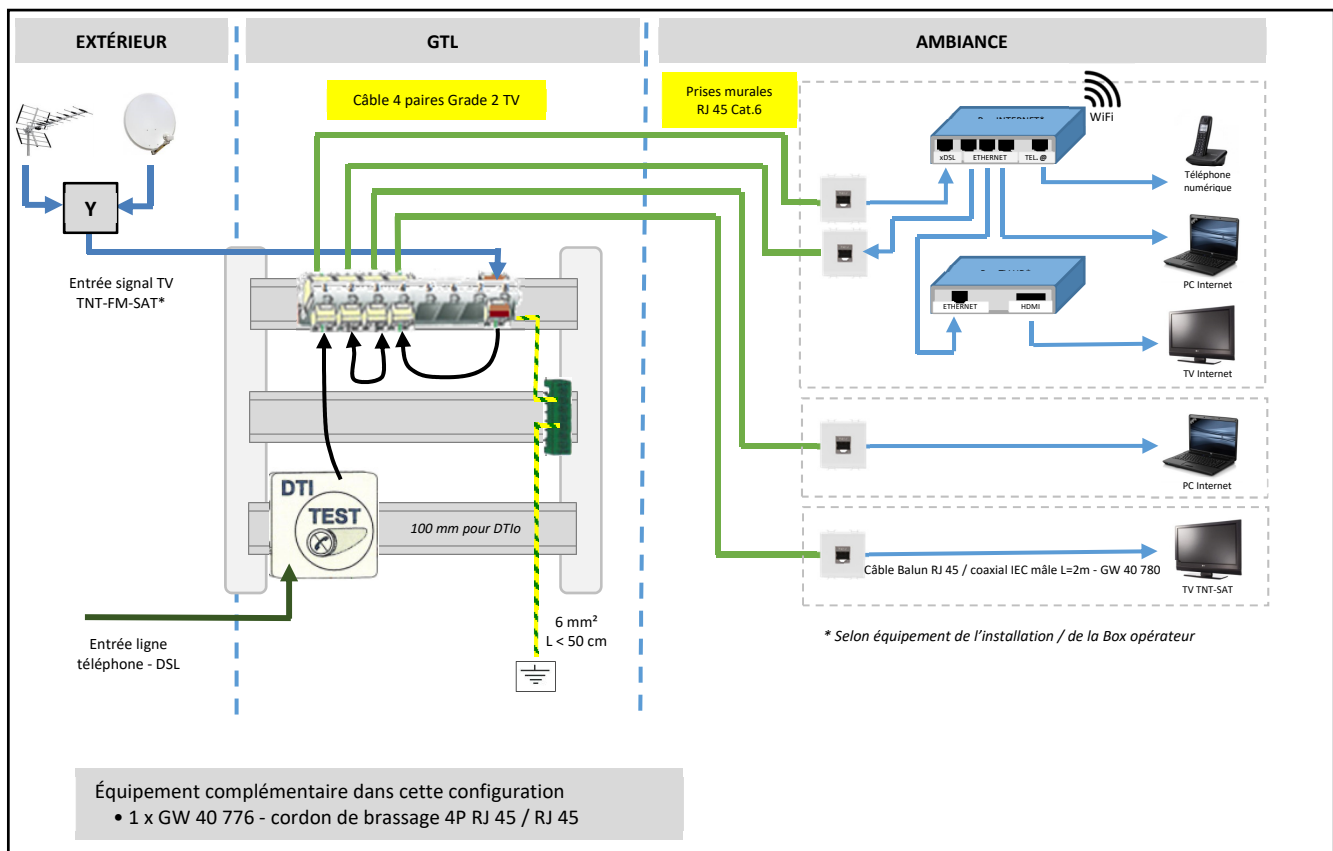 EXTÉRIEUR
GTL
AMBIANCE
Câble 4 paires Grade 2 TV
Prises murales
RJ 45 Cat.6
WiFi
xDSL
ETHERNET
TEL. @
Téléphone
numérique
Y
Entrée signal TV
TNT-FM-SAT*
PC Internet
ETHERNET
HDMI
TV Internet
DTI
TEST
100 mm pour DTIo
PC Internet
Câble Balun RJ 45 / coaxial IEC mâle L=2m - GW 40 780
TV TNT-SAT
6 mm²
L < 50 cm
* Selon équipement de l'installation / de la Box opérateur
Entrée ligne
téléphone - DSL
Équipement complémentaire dans cette configuration
• 1 x GW 40 776 - cordon de brassage 4P RJ 45 / RJ 45